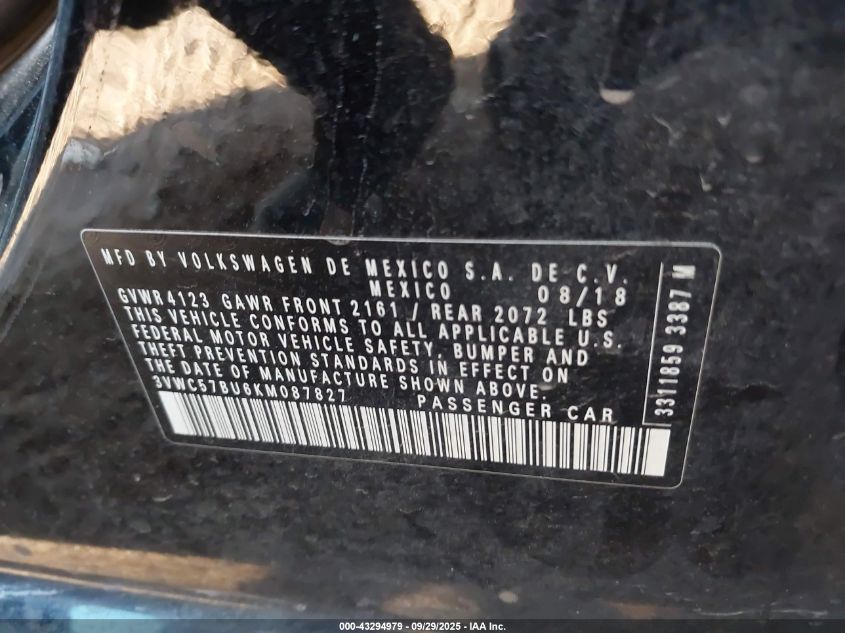 MFD BY VOLKSWAGEN DE MEXICO S.A. DE C.V.
MEXICO 08/18
GVWR 4123 GAWR FRONT 2161 / REAR 2072 LBS
THIS VEHICLE CONFORMS TO ALL APPLICABLE U.S.
FEDERAL MOTOR VEHICLE SAFETY, BUMPER AND
THEFT PREVENTION STANDARDS IN EFFECT ON
THE DATE OF MANUFACTURE SHOWN ABOVE.
3VWC57BU6KM087827 PASSENGER CAR
3311859 3387 M
000-43294979 - 09/29/2025 - IAA Inc.